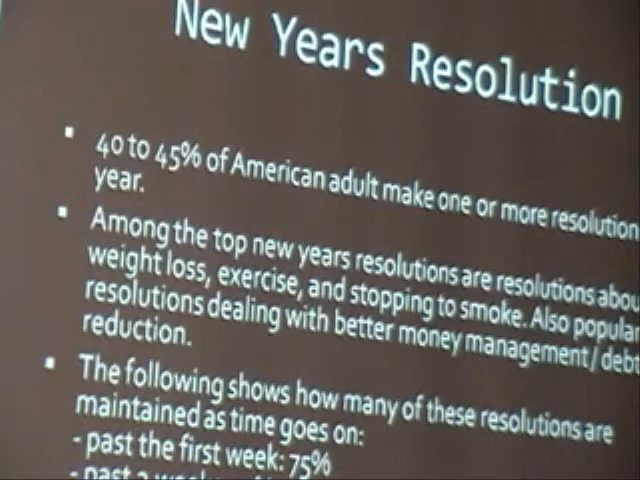 New Years Resolution
▪ 40 to 45% of American adult make one or more resolution
year.
▪ Among the top new years resolutions are resolutions abou
weight loss, exercise, and stopping to smoke. Also popular
resolutions dealing with better money management / debt
reduction.
▪ The following shows how many of these resolutions are
maintained as time goes on:
- past the first week: 75%
- past 2